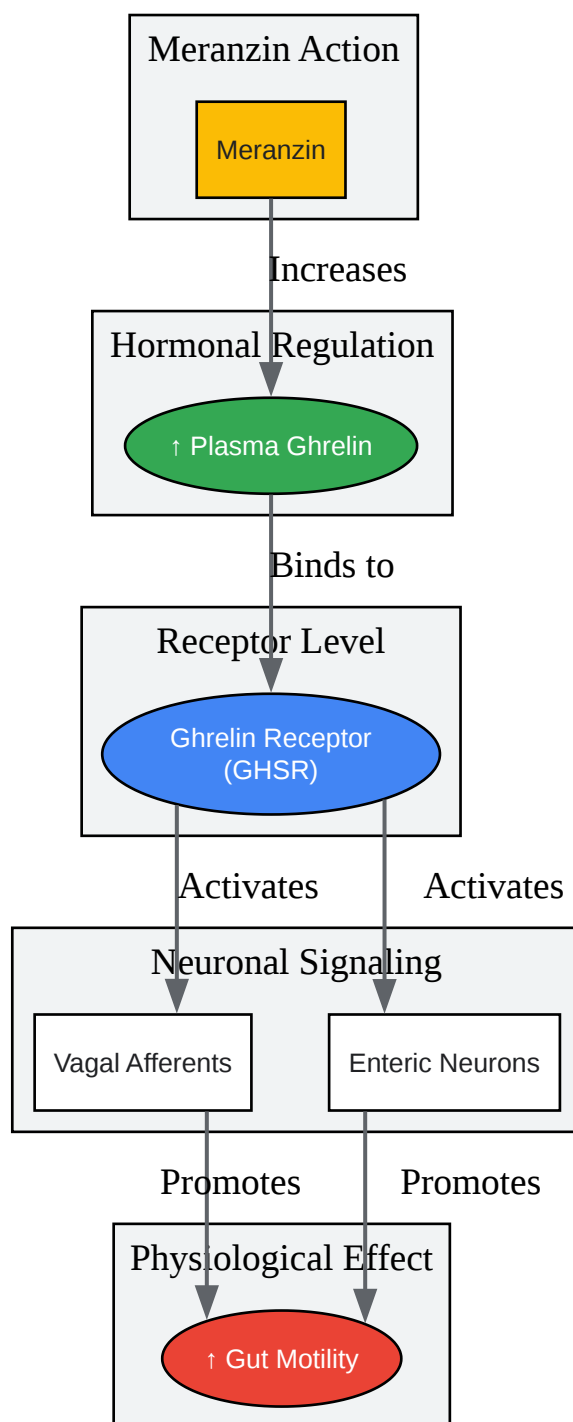 Meranzin Action
Meranzin
Increases
Hormonal Regulation
↑ Plasma Ghrelin
Binds to
Receptor Level
Ghrelin Receptor
(GHSR)
Activates
Activates
Neuronal Signaling
Vagal Afferents
Enteric Neurons
Promotes
Promotes
Physiological Effect
↑ Gut Motility